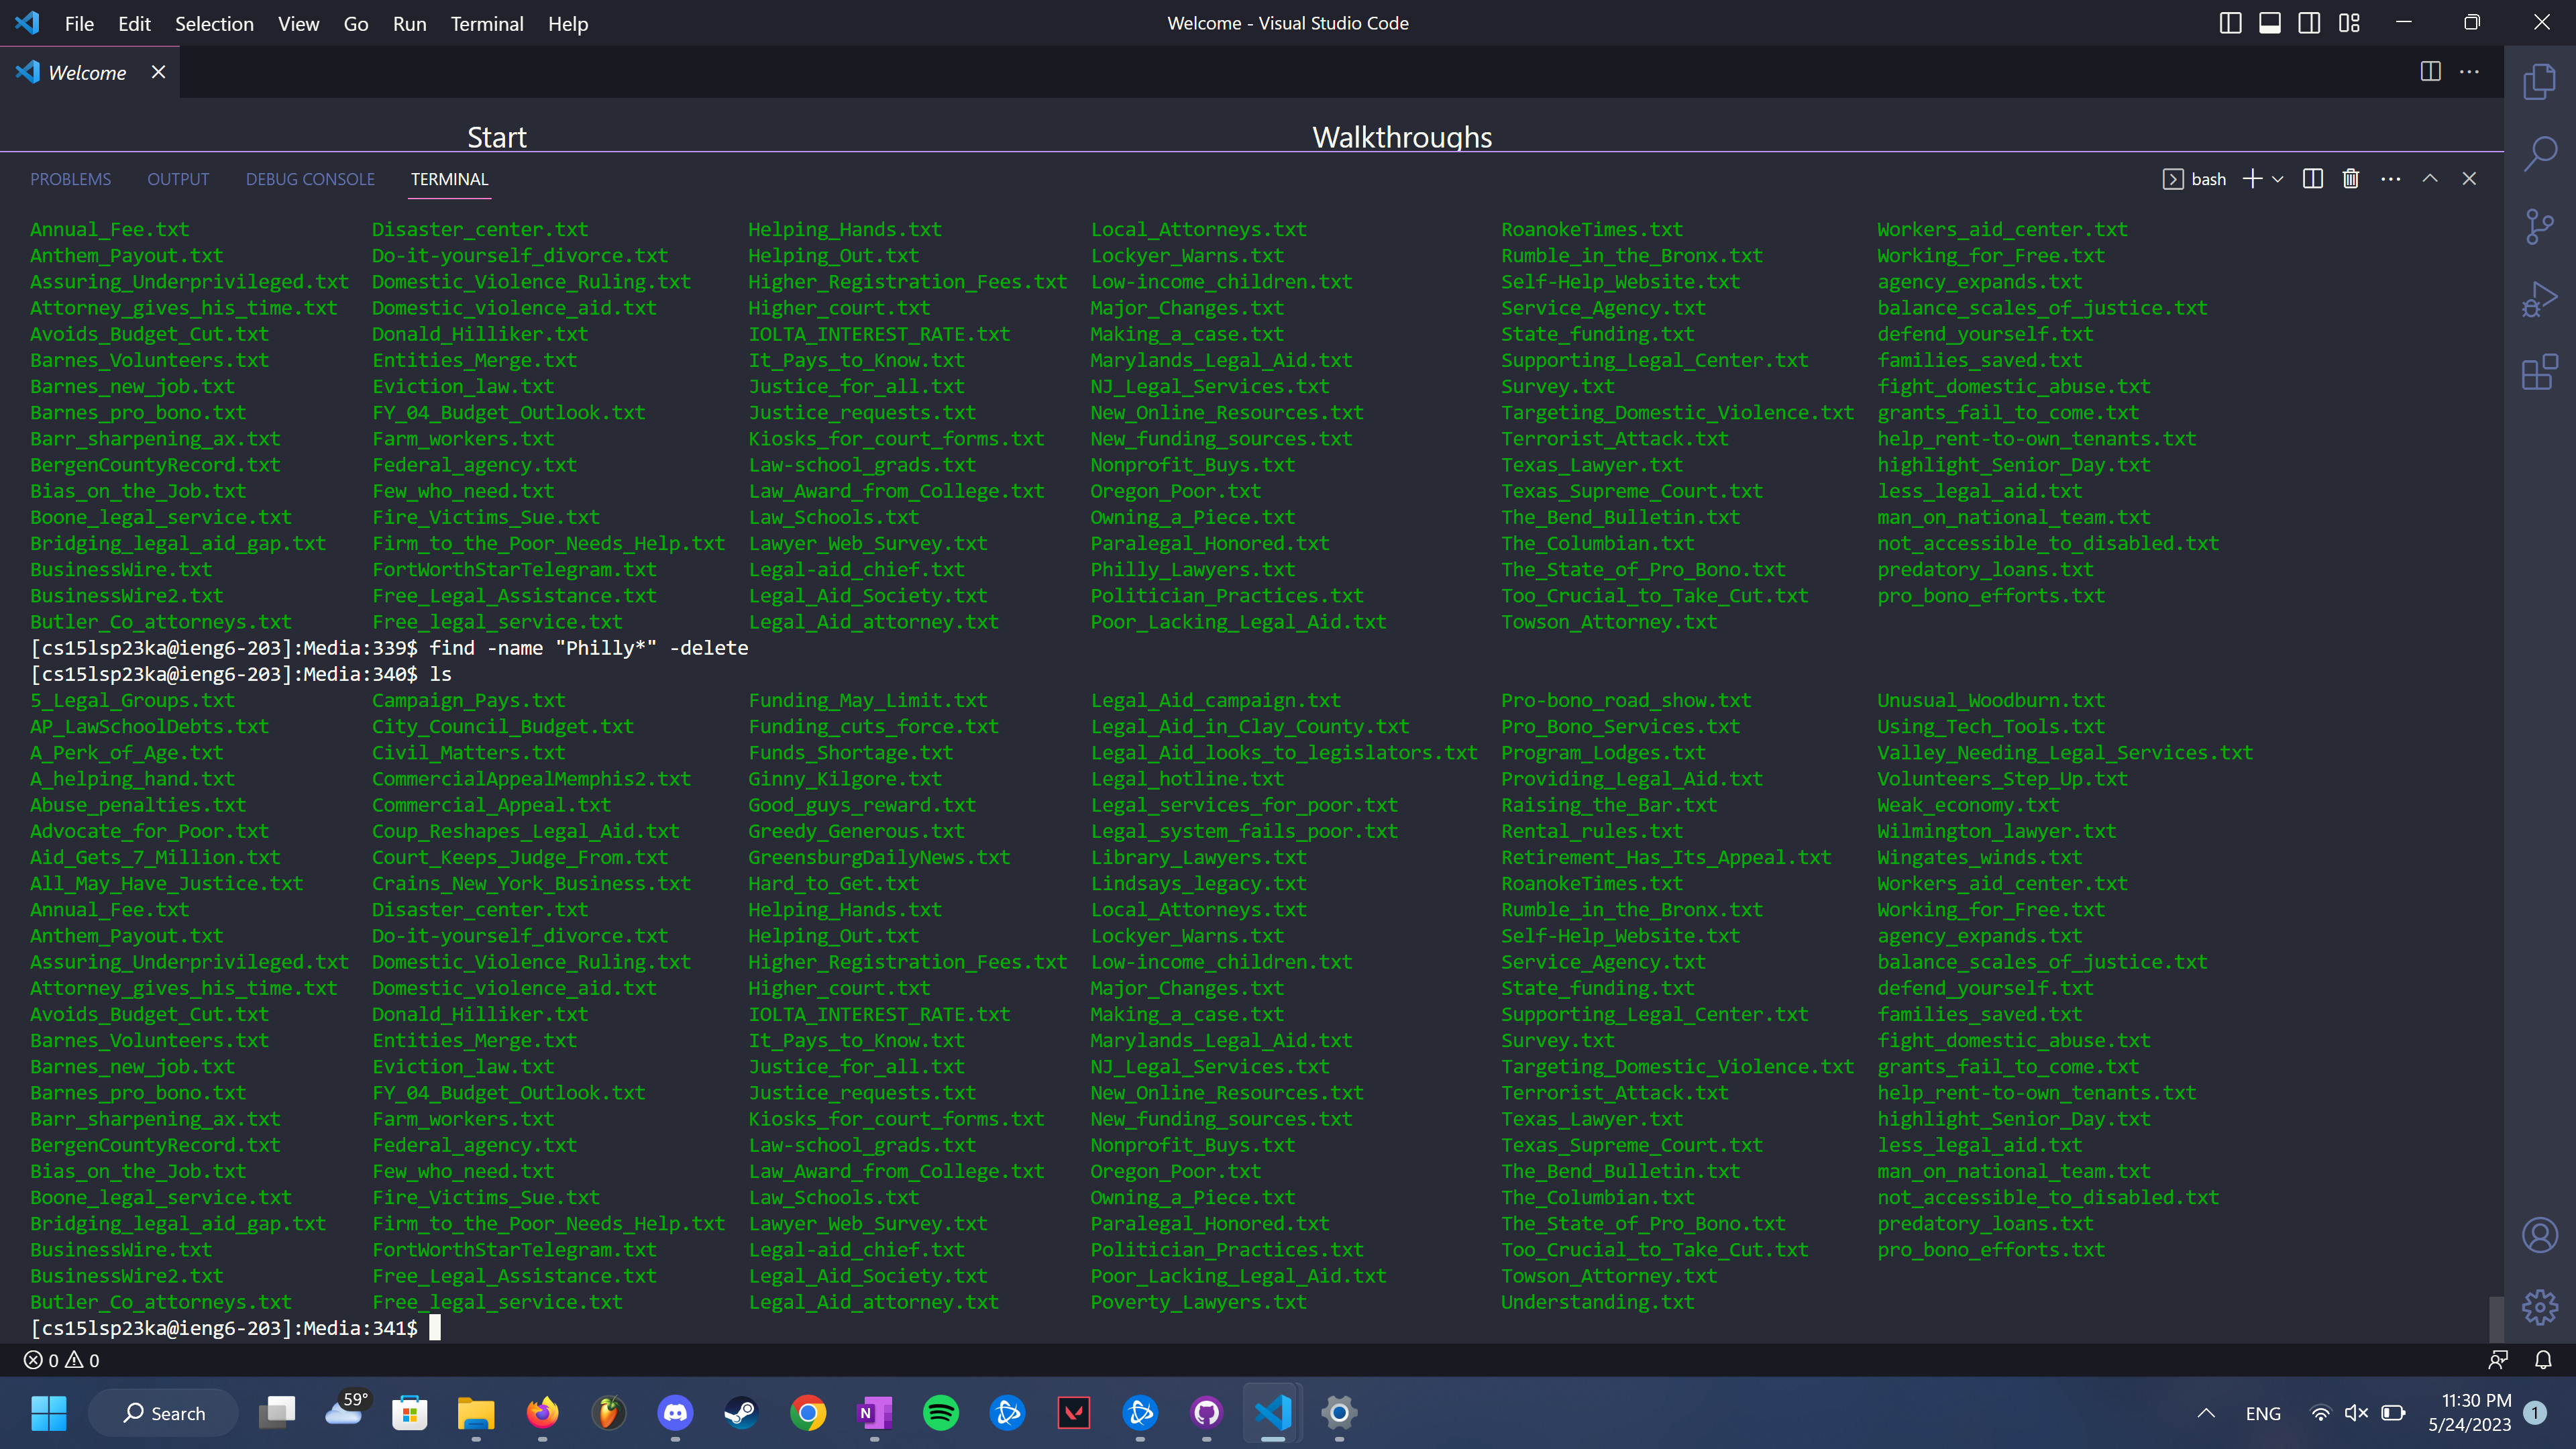 File Edit Selection View Go Run Terminal Help Welcome - Visual Studio Code
Welcome
Start Walkthroughs
PROBLEMS OUTPUT DEBUG CONSOLE TERMINAL bash
Annual_Fee.txt Disaster_center.txt Helping_Hands.txt Local_Attorneys.txt RoanokeTimes.txt Workers_aid_center.txt
Anthem_Payout.txt Do-it-yourself_divorce.txt Helping_Out.txt Lockyer_Warns.txt Rumble_in_the_Bronx.txt Working_for_Free.txt
Assuring_Underprivileged.txt Domestic_Violence_Ruling.txt Higher_Registration_Fees.txt Low-income_children.txt Self-Help_Website.txt agency_expands.txt
Attorney_gives_his_time.txt Domestic_violence_aid.txt Higher_court.txt Major_Changes.txt Service_Agency.txt balance_scales_of_justice.txt
Avoids_Budget_Cut.txt Donald_Hilliker.txt IOLTA_INTEREST_RATE.txt Making_a_case.txt State_funding.txt defend_yourself.txt
Barnes_Volunteers.txt Entities_Merge.txt It_Pays_to_Know.txt Marylands_Legal_Aid.txt Supporting_Legal_Center.txt families_saved.txt
Barnes_new_job.txt Eviction_law.txt Justice_for_all.txt NJ_Legal_Services.txt Survey.txt fight_domestic_abuse.txt
Barnes_pro_bono.txt FY_04_Budget_Outlook.txt Justice_requests.txt New_Online_Resources.txt Targeting_Domestic_Violence.txt grants_fail_to_come.txt
Barr_sharpening_ax.txt Farm_workers.txt Kiosks_for_court_forms.txt New_funding_sources.txt Terrorist_Attack.txt help_rent-to-own_tenants.txt
BergenCountyRecord.txt Federal_agency.txt Law-school_grads.txt Nonprofit_Buys.txt Texas_Lawyer.txt highlight_Senior_Day.txt
Bias_on_the_Job.txt Few_who_need.txt Law_Award_from_College.txt Oregon_Poor.txt Texas_Supreme_Court.txt less_legal_aid.txt
Boone_legal_service.txt Fire_Victims_Sue.txt Law_Schools.txt Owning_a_Piece.txt The_Bend_Bulletin.txt man_on_national_team.txt
Bridging_legal_aid_gap.txt Firm_to_the_Poor_Needs_Help.txt Lawyer_Web_Survey.txt Paralegal_Honored.txt The_Columbian.txt not_accessible_to_disabled.txt
BusinessWire.txt FortWorthStarTelegram.txt Legal-aid_chief.txt Philly_Lawyers.txt The_State_of_Pro_Bono.txt predatory_loans.txt
BusinessWire2.txt Free_Legal_Assistance.txt Legal_Aid_Society.txt Politician_Practices.txt Too_Crucial_to_Take_Cut.txt pro_bono_efforts.txt
Butler_Co_attorneys.txt Free_legal_service.txt Legal_Aid_attorney.txt Poor_Lacking_Legal_Aid.txt Towson_Attorney.txt
[cs15lsp23ka@ieng6-203]:Media:339$ find -name "Philly*" -delete
[cs15lsp23ka@ieng6-203]:Media:340$ ls
5_Legal_Groups.txt Campaign_Pays.txt Funding_May_Limit.txt Legal_Aid_campaign.txt Pro-bono_road_show.txt Unusual_Woodburn.txt
AP_LawSchoolDebts.txt City_Council_Budget.txt Funding_cuts_force.txt Legal_Aid_in_Clay_County.txt Pro_Bono_Services.txt Using_Tech_Tools.txt
A_Perk_of_Age.txt Civil_Matters.txt Funds_Shortage.txt Legal_Aid_looks_to_legislators.txt Program_Lodges.txt Valley_Needing_Legal_Services.txt
A_helping_hand.txt CommercialAppealMemphis2.txt Ginny_Kilgore.txt Legal_hotline.txt Providing_Legal_Aid.txt Volunteers_Step_Up.txt
Abuse_penalties.txt Commercial_Appeal.txt Good_guys_reward.txt Legal_services_for_poor.txt Raising_the_Bar.txt Weak_economy.txt
Advocate_for_Poor.txt Coup_Reshapes_Legal_Aid.txt Greedy_Generous.txt Legal_system_fails_poor.txt Rental_rules.txt Wilmington_lawyer.txt
Aid_Gets_7_Million.txt Court_Keeps_Judge_From.txt GreensburgDailyNews.txt Library_Lawyers.txt Retirement_Has_Its_Appeal.txt Wingates_winds.txt
All_May_Have_Justice.txt Crains_New_York_Business.txt Hard_to_Get.txt Lindsays_legacy.txt RoanokeTimes.txt Workers_aid_center.txt
Annual_Fee.txt Disaster_center.txt Helping_Hands.txt Local_Attorneys.txt Rumble_in_the_Bronx.txt Working_for_Free.txt
Anthem_Payout.txt Do-it-yourself_divorce.txt Helping_Out.txt Lockyer_Warns.txt Self-Help_Website.txt agency_expands.txt
Assuring_Underprivileged.txt Domestic_Violence_Ruling.txt Higher_Registration_Fees.txt Low-income_children.txt Service_Agency.txt balance_scales_of_justice.txt
Attorney_gives_his_time.txt Domestic_violence_aid.txt Higher_court.txt Major_Changes.txt State_funding.txt defend_yourself.txt
Avoids_Budget_Cut.txt Donald_Hilliker.txt IOLTA_INTEREST_RATE.txt Making_a_case.txt Supporting_Legal_Center.txt families_saved.txt
Barnes_Volunteers.txt Entities_Merge.txt It_Pays_to_Know.txt Marylands_Legal_Aid.txt Survey.txt fight_domestic_abuse.txt
Barnes_new_job.txt Eviction_law.txt Justice_for_all.txt NJ_Legal_Services.txt Targeting_Domestic_Violence.txt grants_fail_to_come.txt
Barnes_pro_bono.txt FY_04_Budget_Outlook.txt Justice_requests.txt New_Online_Resources.txt Terrorist_Attack.txt help_rent-to-own_tenants.txt
Barr_sharpening_ax.txt Farm_workers.txt Kiosks_for_court_forms.txt New_funding_sources.txt Texas_Lawyer.txt highlight_Senior_Day.txt
BergenCountyRecord.txt Federal_agency.txt Law-school_grads.txt Nonprofit_Buys.txt Texas_Supreme_Court.txt less_legal_aid.txt
Bias_on_the_Job.txt Few_who_need.txt Law_Award_from_College.txt Oregon_Poor.txt The_Bend_Bulletin.txt man_on_national_team.txt
Boone_legal_service.txt Fire_Victims_Sue.txt Law_Schools.txt Owning_a_Piece.txt The_Columbian.txt not_accessible_to_disabled.txt
Bridging_legal_aid_gap.txt Firm_to_the_Poor_Needs_Help.txt Lawyer_Web_Survey.txt Paralegal_Honored.txt The_State_of_Pro_Bono.txt predatory_loans.txt
BusinessWire.txt FortWorthStarTelegram.txt Legal-aid_chief.txt Politician_Practices.txt Too_Crucial_to_Take_Cut.txt pro_bono_efforts.txt
BusinessWire2.txt Free_Legal_Assistance.txt Legal_Aid_Society.txt Poor_Lacking_Legal_Aid.txt Towson_Attorney.txt
Butler_Co_attorneys.txt Free_legal_service.txt Legal_Aid_attorney.txt Poverty_Lawyers.txt Understanding.txt
[cs15lsp23ka@ieng6-203]:Media:341$
0 0
Search 59° N ENG 11:30 PM 1
5/24/2023